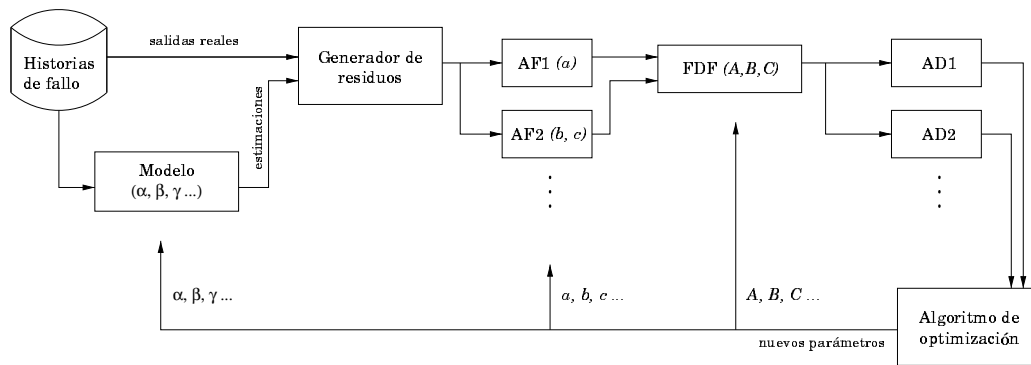 Historias
de fallo
salidas reales
estimaciones
Modelo
(α, β, γ ...)
Generador de
residuos
AF1 (a)
AF2 (b, c)
FDF (A,B,C)
AD1
AD2
α, β, γ ...
a, b, c ...
A, B, C ...
nuevos parámetros
Algoritmo de
optimización